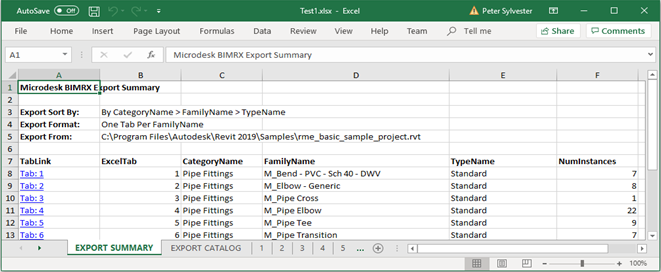 AutoSave Off Test1.xlsx - Excel Peter Sylvester
File Home Insert Page Layout Formulas Data Review View Help Team Tell me Share Comments
A1 fx Microdesk BIMRX Export Summary
A B C D E F
1 Microdesk BIMRX Export Summary
2
3 Export Sort By: By CategoryName > FamilyName > TypeName
4 Export Format: One Tab Per FamilyName
5 Export From: C:\Program Files\Autodesk\Revit 2019\Samples\rme_basic_sample_project.rvt
6
7 TabLink ExcelTab CategoryName FamilyName TypeName NumInstances
8 Tab: 1 1 Pipe Fittings M_Bend - PVC - Sch 40 - DWV Standard 7
9 Tab: 2 2 Pipe Fittings M_Elbow - Generic Standard 8
10 Tab: 3 3 Pipe Fittings M_Pipe Cross Standard 1
11 Tab: 4 4 Pipe Fittings M_Pipe Elbow Standard 22
12 Tab: 5 5 Pipe Fittings M_Pipe Tee Standard 9
13 Tab: 6 6 Pipe Fittings M_Pipe Transition Standard 7
EXPORT SUMMARY EXPORT CATALOG 1 2 3 4 5 ...
100%